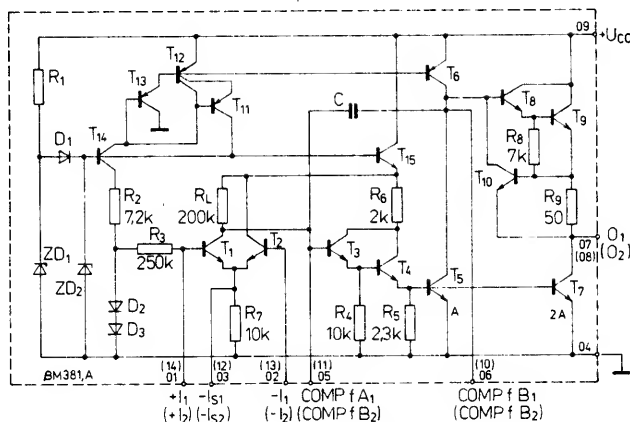 T12
T13
T11
T6
09
+UCC
R1
T8
T9
C
D1
T14
T15
R8
7k
R2
7,2k
RL
200k
R6
2k
T10
R9
50
R3
250k
T1
T2
T3
T4
T5
A
T7
2A
07
(08)
O1
(O2)
ZD1
ZD2
D2
D3
R7
10k
R4
10k
R5
2,3k
04
BM381,A
(14) (12) (13) (11) (10)
01 03 02 05 06
+I1 -IS1 -I1 COMP f A1 COMP f B1
(+I2) (-IS2) (-I2) (COMP f B2) (COMP f B2)